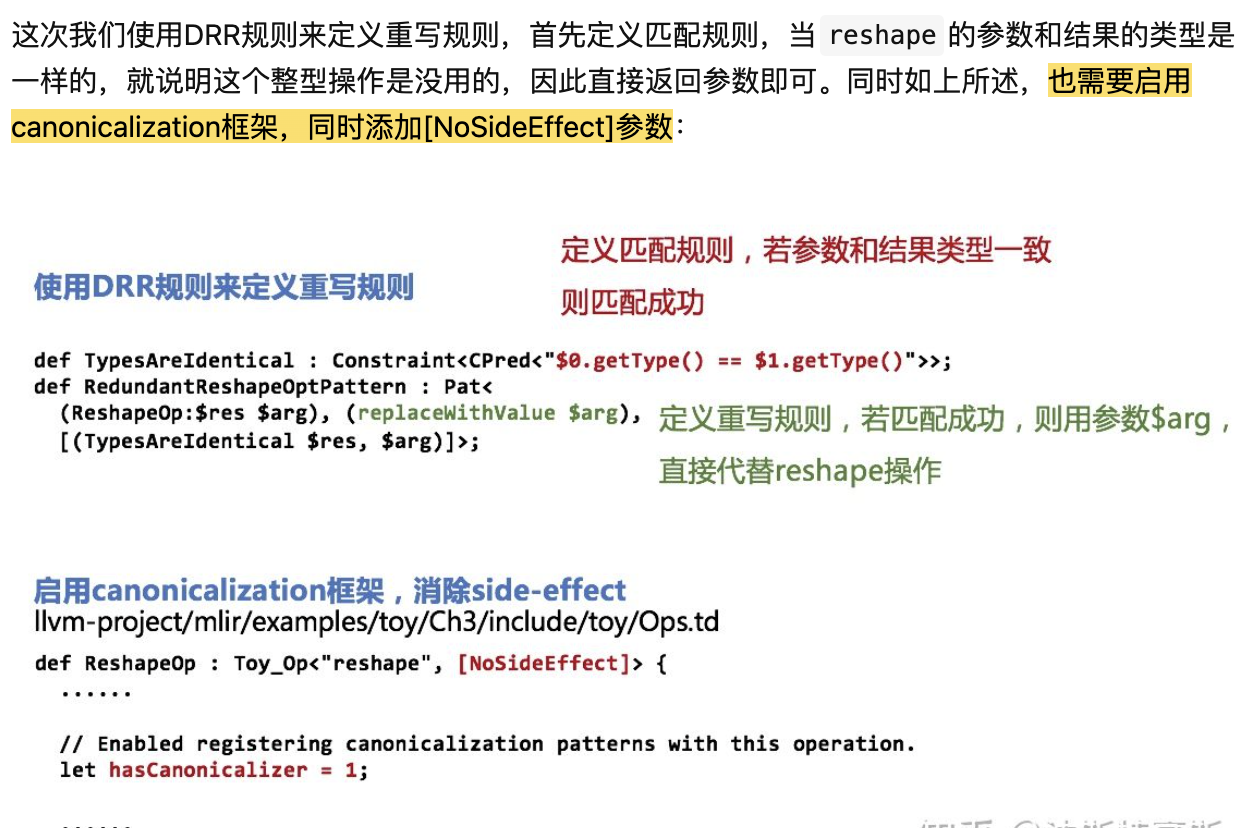 这次我们使用DRR规则来定义重写规则，首先定义匹配规则，当 reshape 的参数和结果的类型是
一样的，就说明这个整型操作是没用的，因此直接返回参数即可。同时如上所述，也需要启用
canonicalization框架，同时添加[NoSideEffect]参数：
定义匹配规则，若参数和结果类型一致
则匹配成功
使用DRR规则来定义重写规则
def TypesAreIdentical : Constraint<CPred<"$0.getType() == $1.getType()">>;
def RedundantReshapeOptPattern : Pat<
(ReshapeOp:$res $arg), (replaceWithValue $arg),
[(TypesAreIdentical $res, $arg)]>;
定义重写规则，若匹配成功，则用参数$arg，
直接代替reshape操作
启用canonicalization框架，消除side-effect
llvm-project/mlir/examples/toy/Ch3/include/toy/Ops.td
def ReshapeOp : Toy_Op<"reshape", [NoSideEffect]> {
......
// Enabled registering canonicalization patterns with this operation.
let hasCanonicalizer = 1;
......